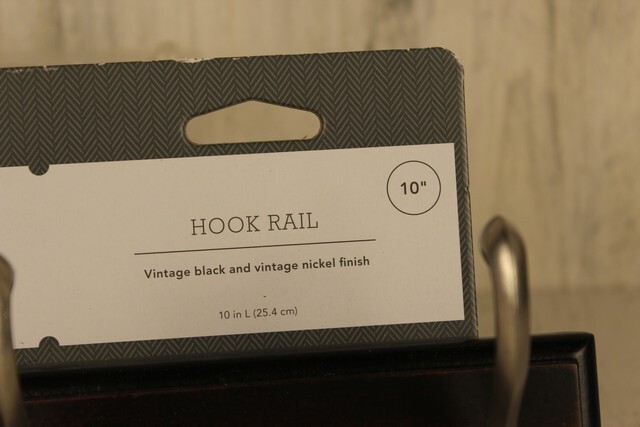 10"
HOOK RAIL
Vintage black and vintage nickel finish
10 in L (25.4 cm)